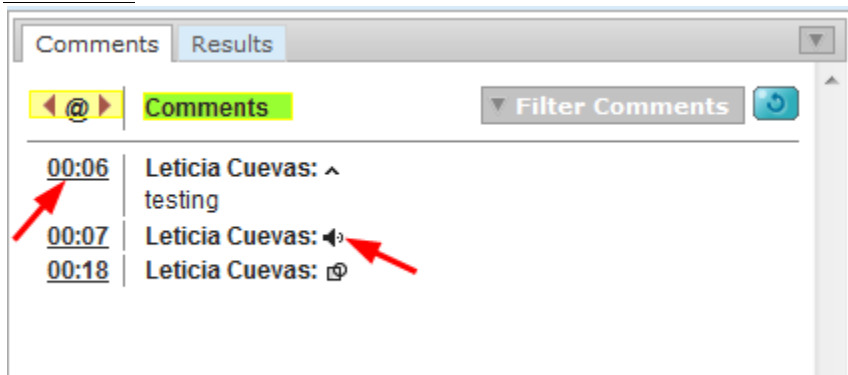 Comments Results
@ Comments Filter Comments
00:06 Leticia Cuevas:
testing
00:07 Leticia Cuevas:
00:18 Leticia Cuevas: